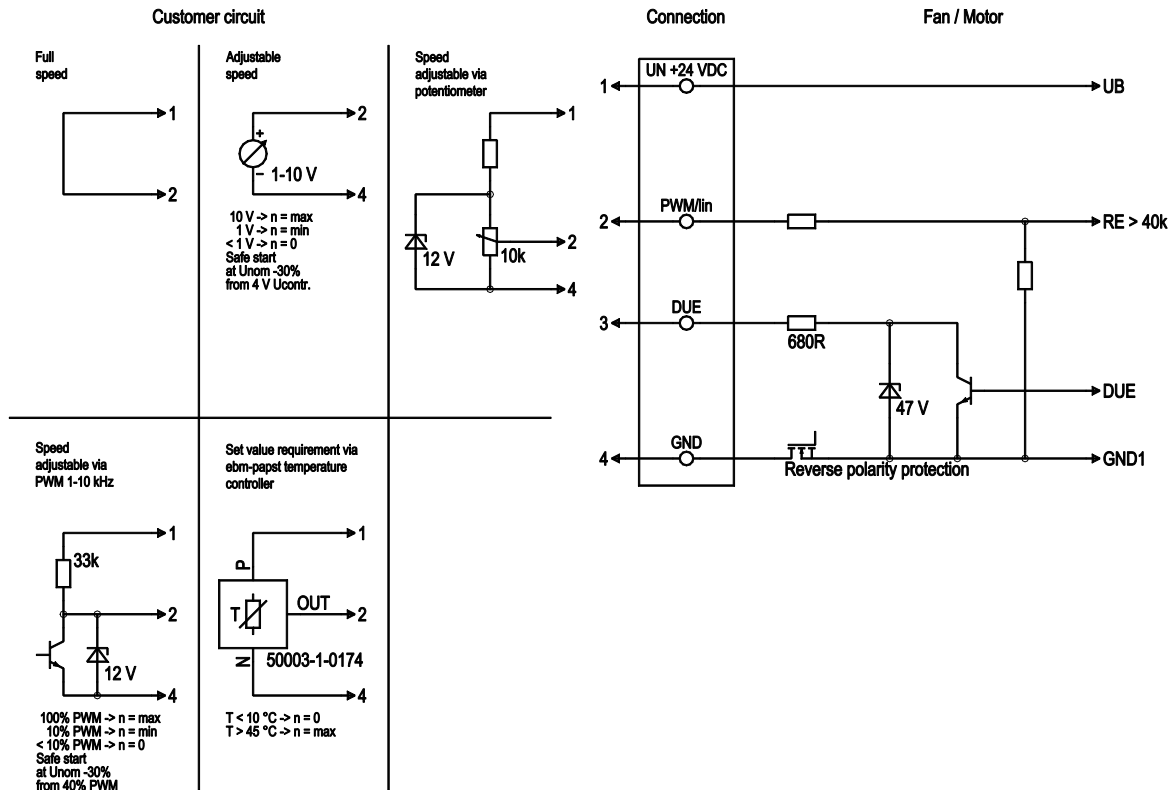 Customer circuit
Connection
Fan / Motor
Full
speed
1
2
Adjustable
speed
2
+
–
1-10 V
4
10 V -> n = max
1 V -> n = min
< 1 V -> n = 0
Safe start
at Unom -30%
from 4 V Ucontr.
Speed
adjustable via
potentiometer
1
2
12 V
10k
4
Speed
adjustable via
PWM 1-10 kHz
1
33k
2
12 V
4
100% PWM -> n = max
10% PWM -> n = min
< 10% PWM -> n = 0
Safe start
at Unom -30%
from 40% PWM
Set value requirement via
ebm-papst temperature
controller
1
P
T
OUT
2
N
50003-1-0174
4
T < 10 °C -> n = 0
T > 45 °C -> n = max
UN +24 VDC
1
UB
PWM/lin
2
RE > 40k
DUE
3
680R
47 V
DUE
GND
4
Reverse polarity protection
GND1